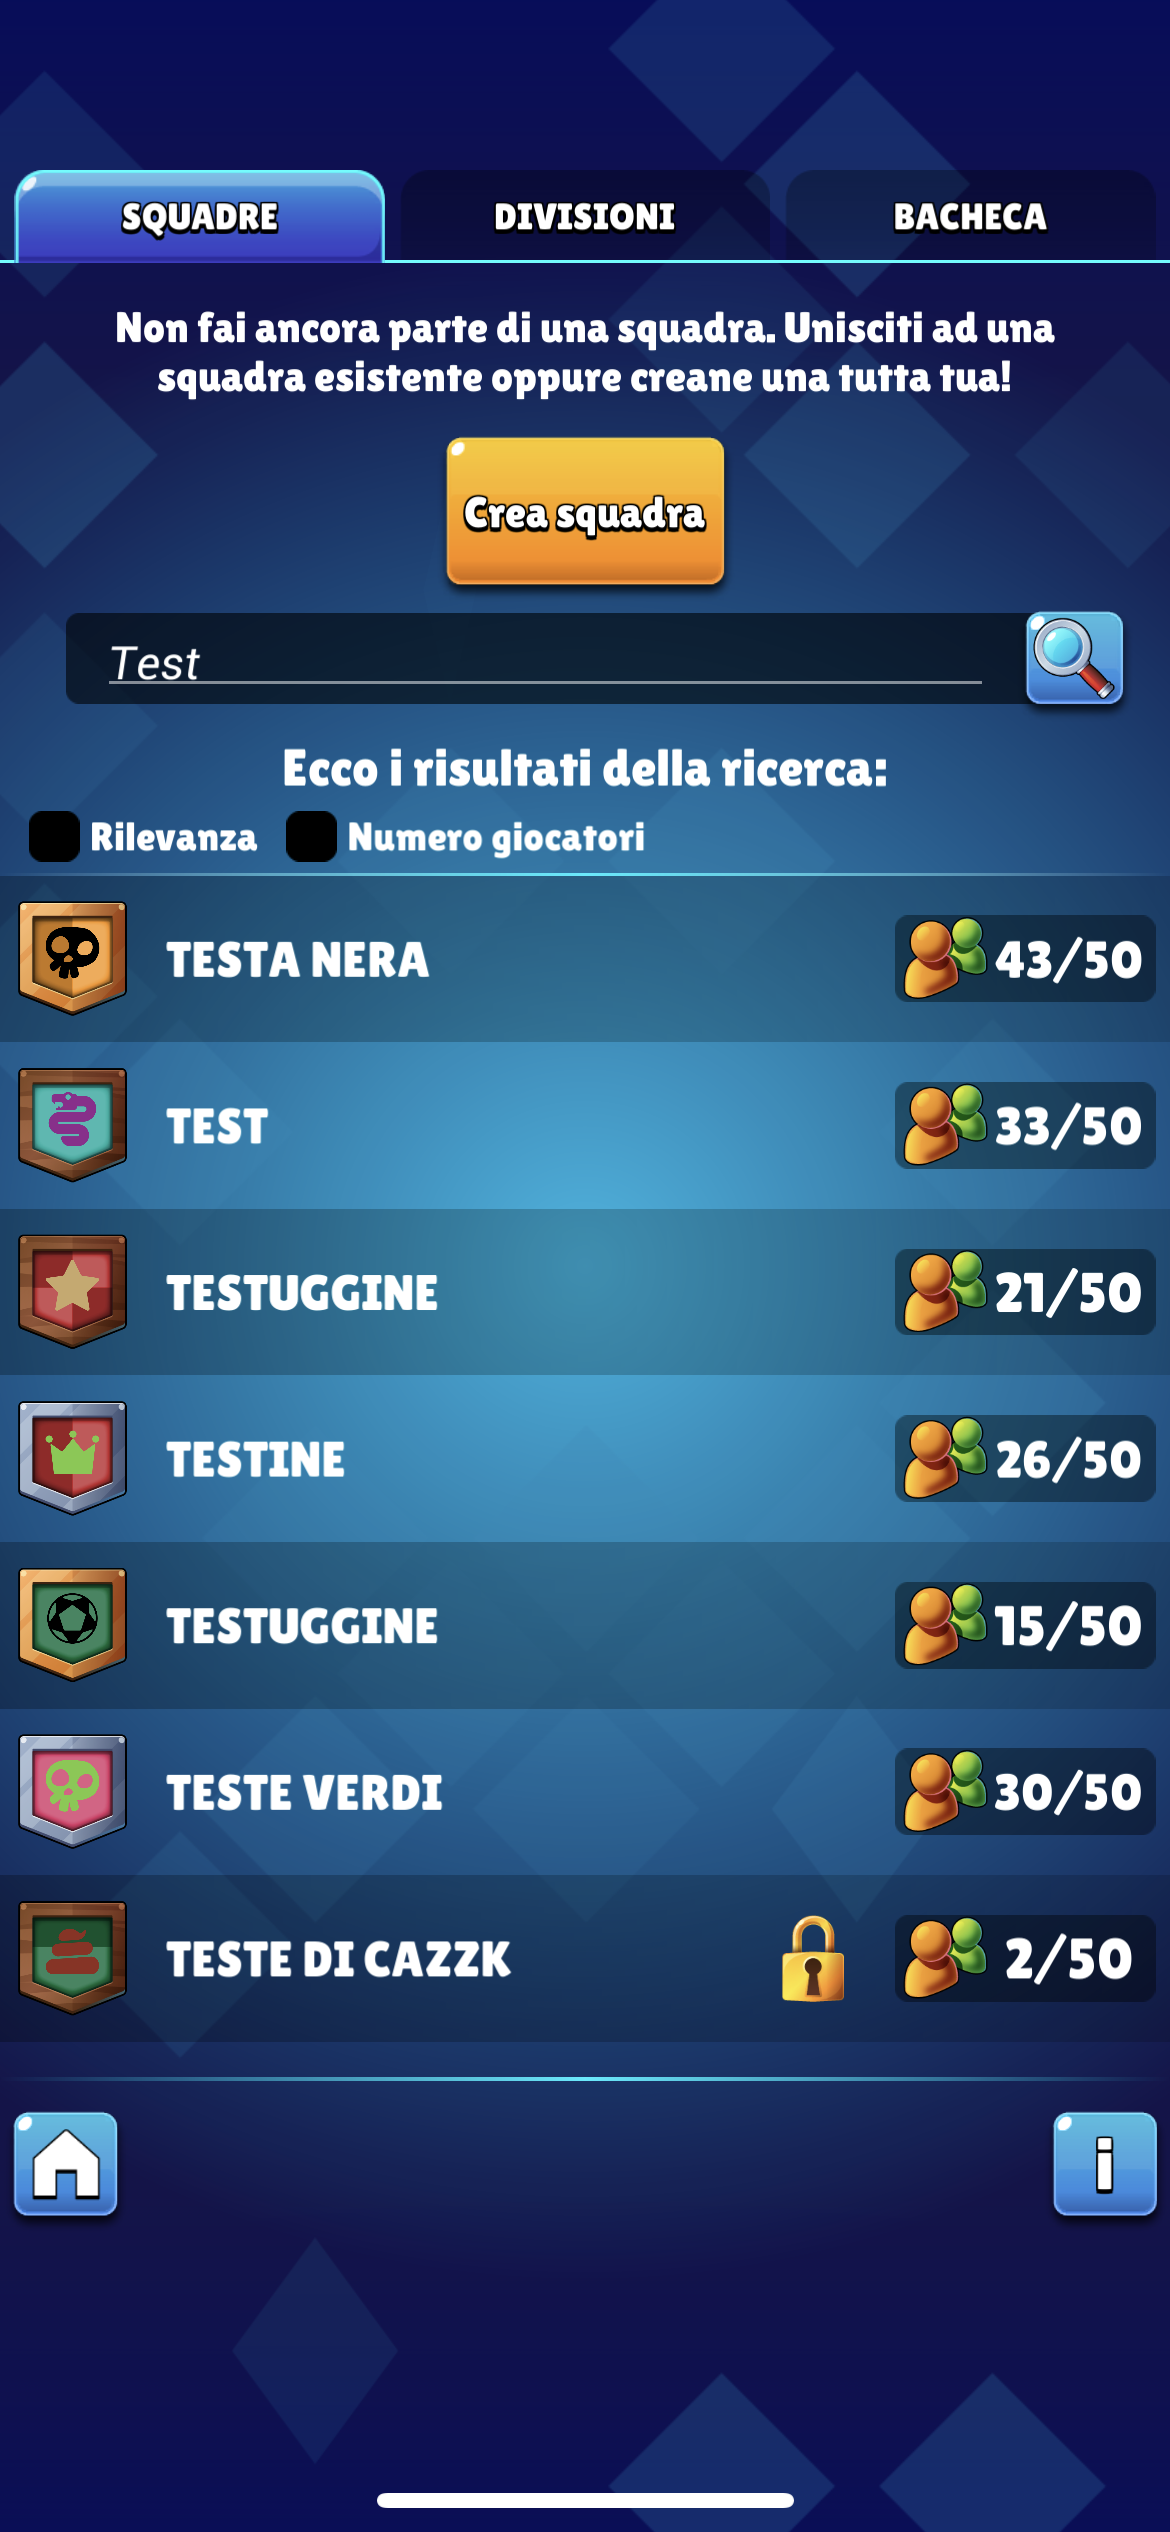 SQUADRE
DIVISIONI
BACHECA
Non fai ancora parte di una squadra. Unisciti ad una
squadra esistente oppure creane una tutta tua!
Crea squadra
Test
Ecco i risultati della ricerca:
Rilevanza
Numero giocatori
TESTA NERA
43/50
TEST
33/50
TESTUGGINE
21/50
TESTINE
26/50
TESTUGGINE
15/50
TESTE VERDI
30/50
TESTE DI CAZZK
2/50
i